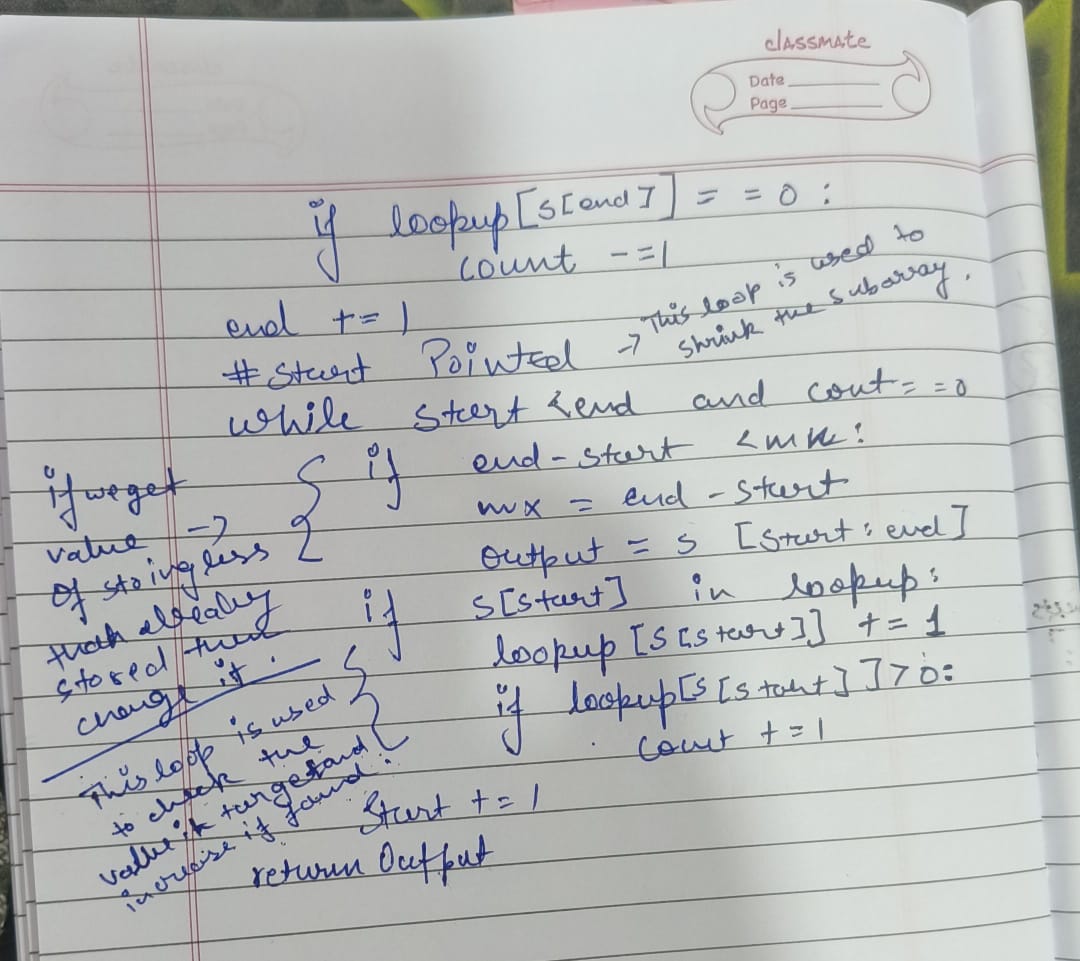 classmate
Date
Page
if lookup[s[end]] = = 0 :
count -=1
end += 1
# Start Pointed → This loop is used to
shrink the subarray.
while start <end and cout= =0
if end-start <mx:
mx = end - start
output = s [start : end]
if we get
value →
of string less
than already
stored then
change it.
if s[start] in lookup:
lookup [s[start]] += 1
if lookup[s[start]]>0:
count +=1
This loop is used
to check the
value in target and
increase if found.
Start += 1
return Output